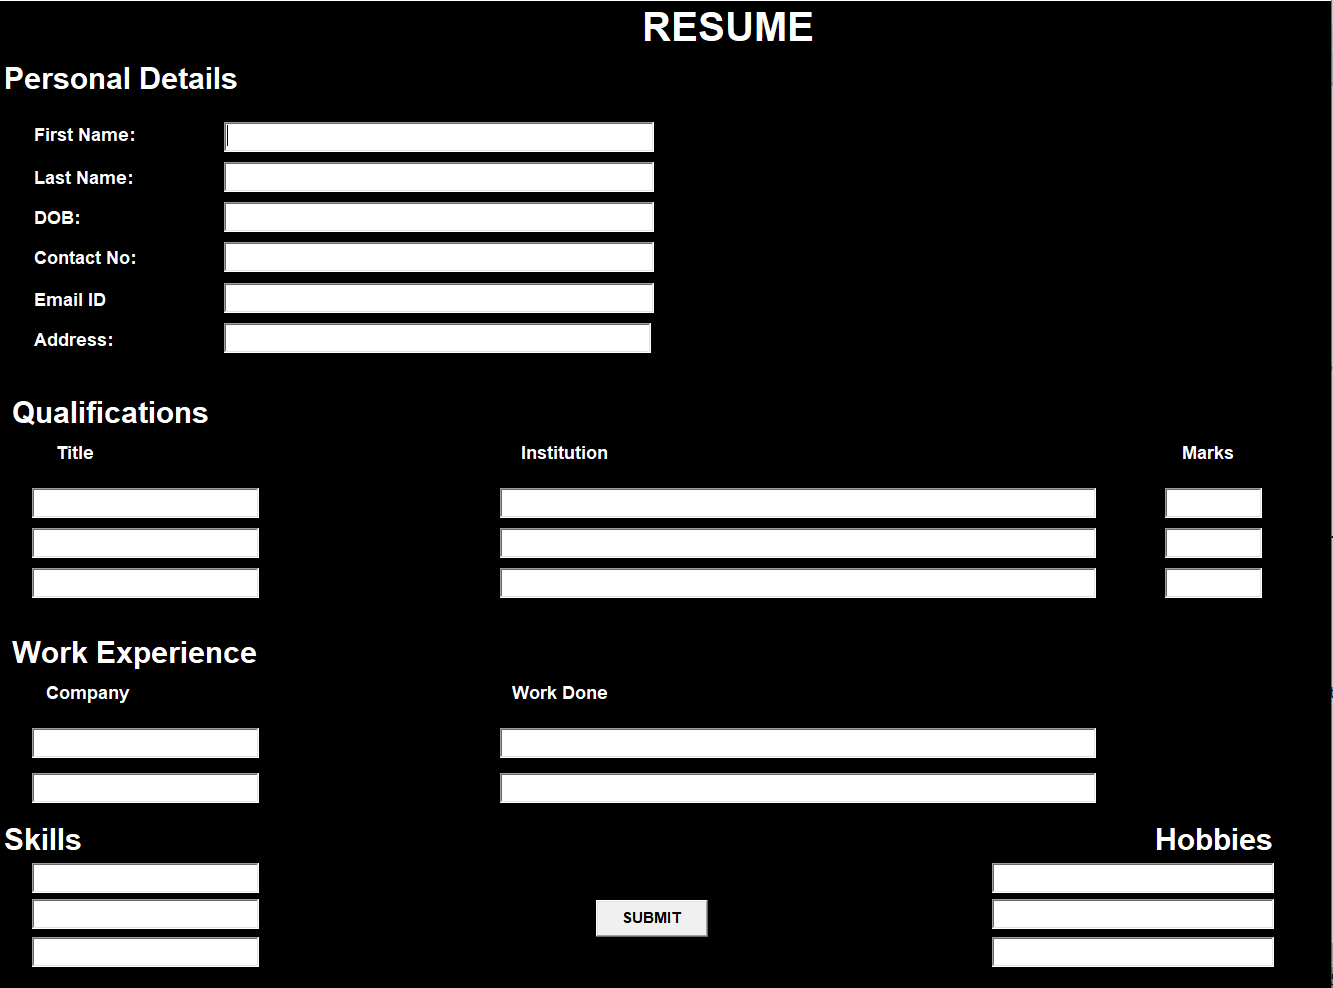 RESUME
Personal Details
First Name:
Last Name:
DOB:
Contact No:
Email ID
Address:
Qualifications
Title Institution Marks
Work Experience
Company Work Done
Skills Hobbies
SUBMIT